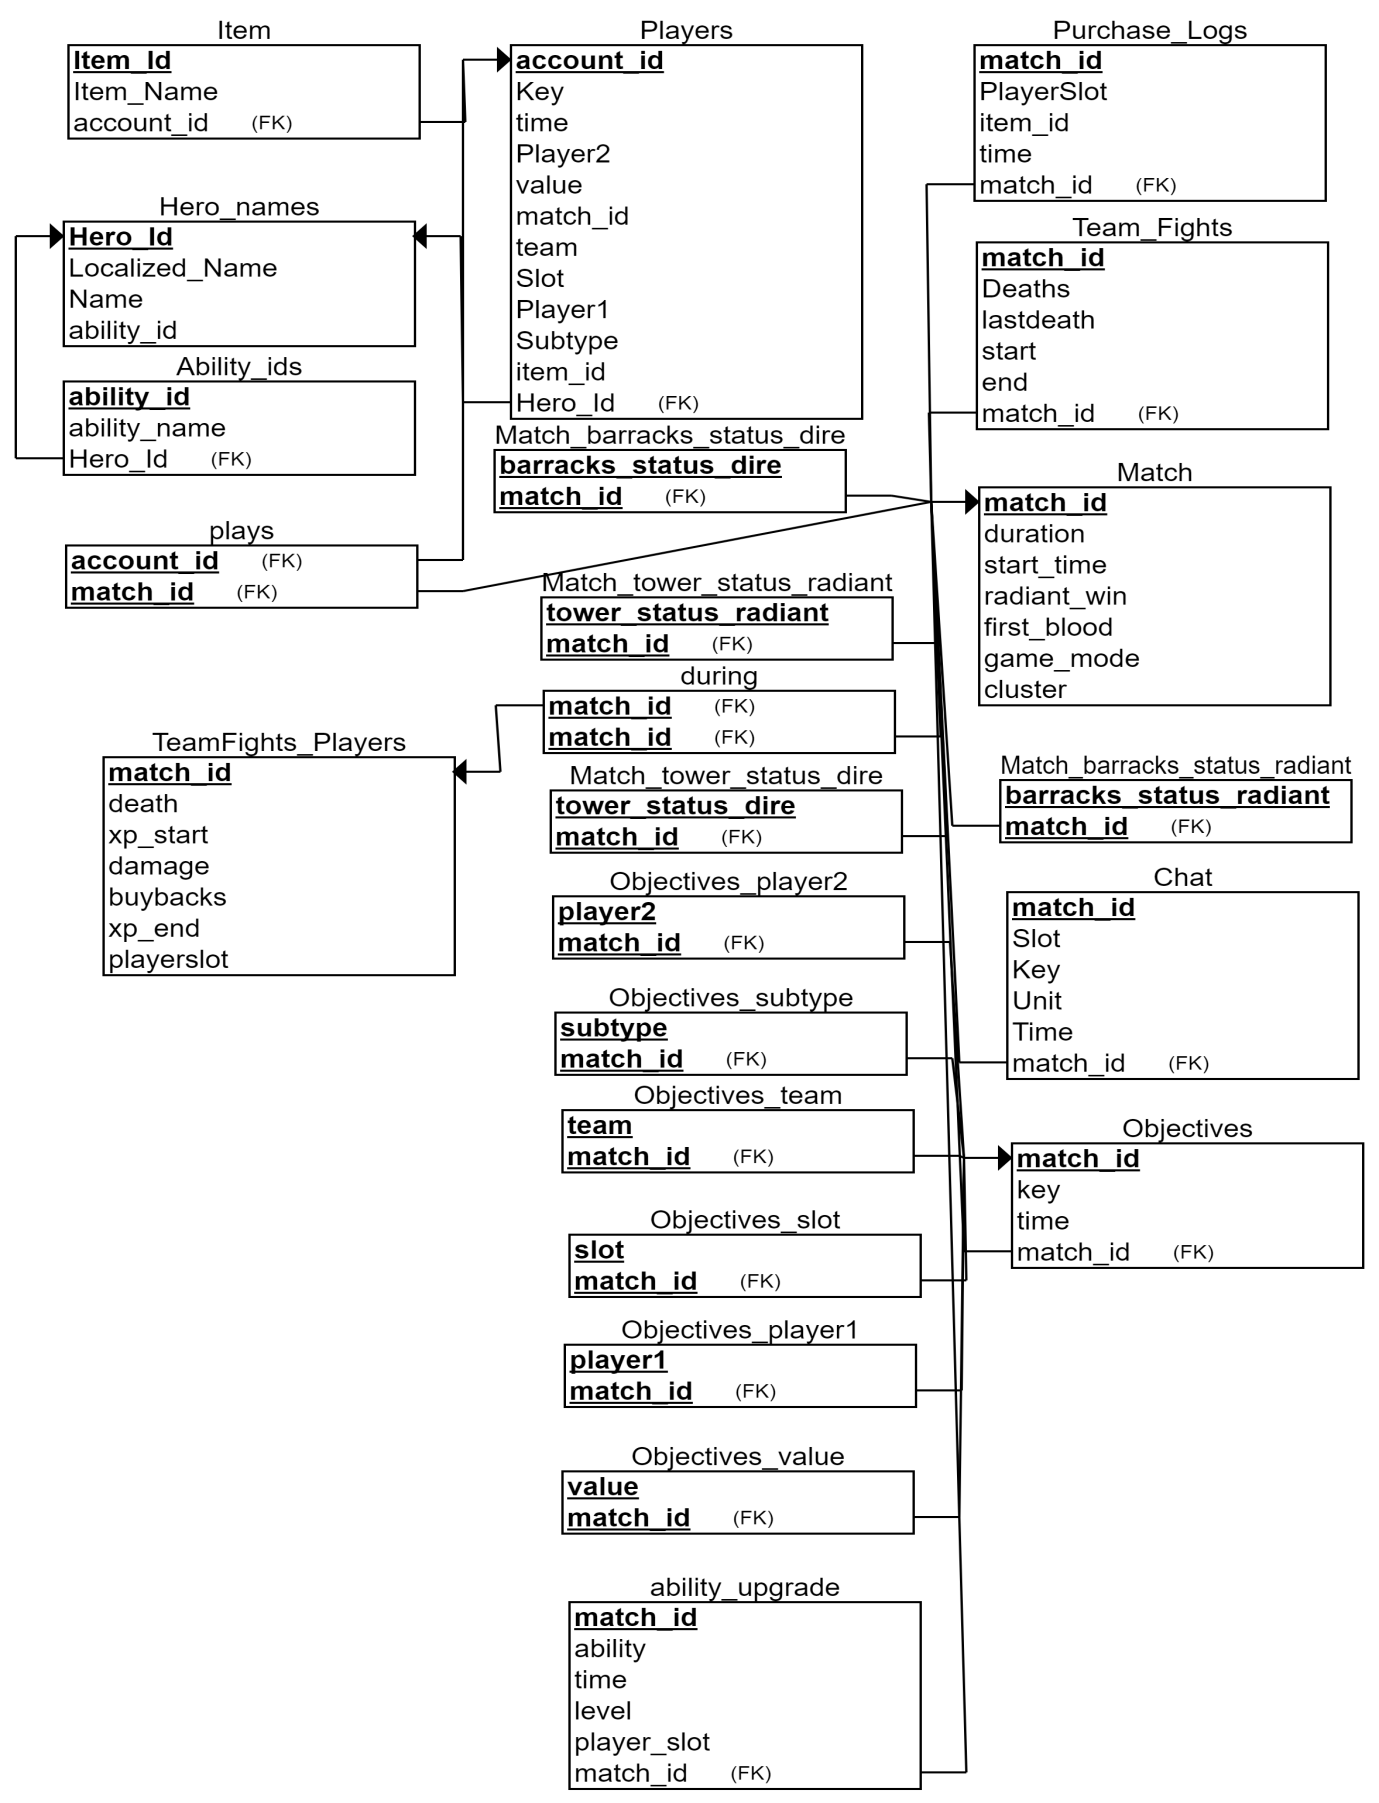 Item
Item_Id
Item_Name
account_id (FK)
Hero_names
Hero_Id
Localized_Name
Name
ability_id
Ability_ids
ability_id
ability_name
Hero_Id (FK)
plays
account_id (FK)
match_id (FK)
TeamFights_Players
match_id
death
xp_start
damage
buybacks
xp_end
playerslot
Players
account_id
Key
time
Player2
value
match_id
team
Slot
Player1
Subtype
item_id
Hero_Id (FK)
Match_barracks_status_dire
barracks_status_dire
match_id (FK)
Match_tower_status_radiant
tower_status_radiant
match_id (FK)
during
match_id (FK)
match_id (FK)
Match_tower_status_dire
tower_status_dire
match_id (FK)
Objectives_player2
player2
match_id (FK)
Objectives_subtype
subtype
match_id (FK)
Objectives_team
team
match_id (FK)
Objectives_slot
slot
match_id (FK)
Objectives_player1
player1
match_id (FK)
Objectives_value
value
match_id (FK)
ability_upgrade
match_id
ability
time
level
player_slot
match_id (FK)
Purchase_Logs
match_id
PlayerSlot
item_id
time
match_id (FK)
Team_Fights
match_id
Deaths
lastdeath
start
end
match_id (FK)
Match
match_id
duration
start_time
radiant_win
first_blood
game_mode
cluster
Match_barracks_status_radiant
barracks_status_radiant
match_id (FK)
Chat
match_id
Slot
Key
Unit
Time
match_id (FK)
Objectives
match_id
key
time
match_id (FK)